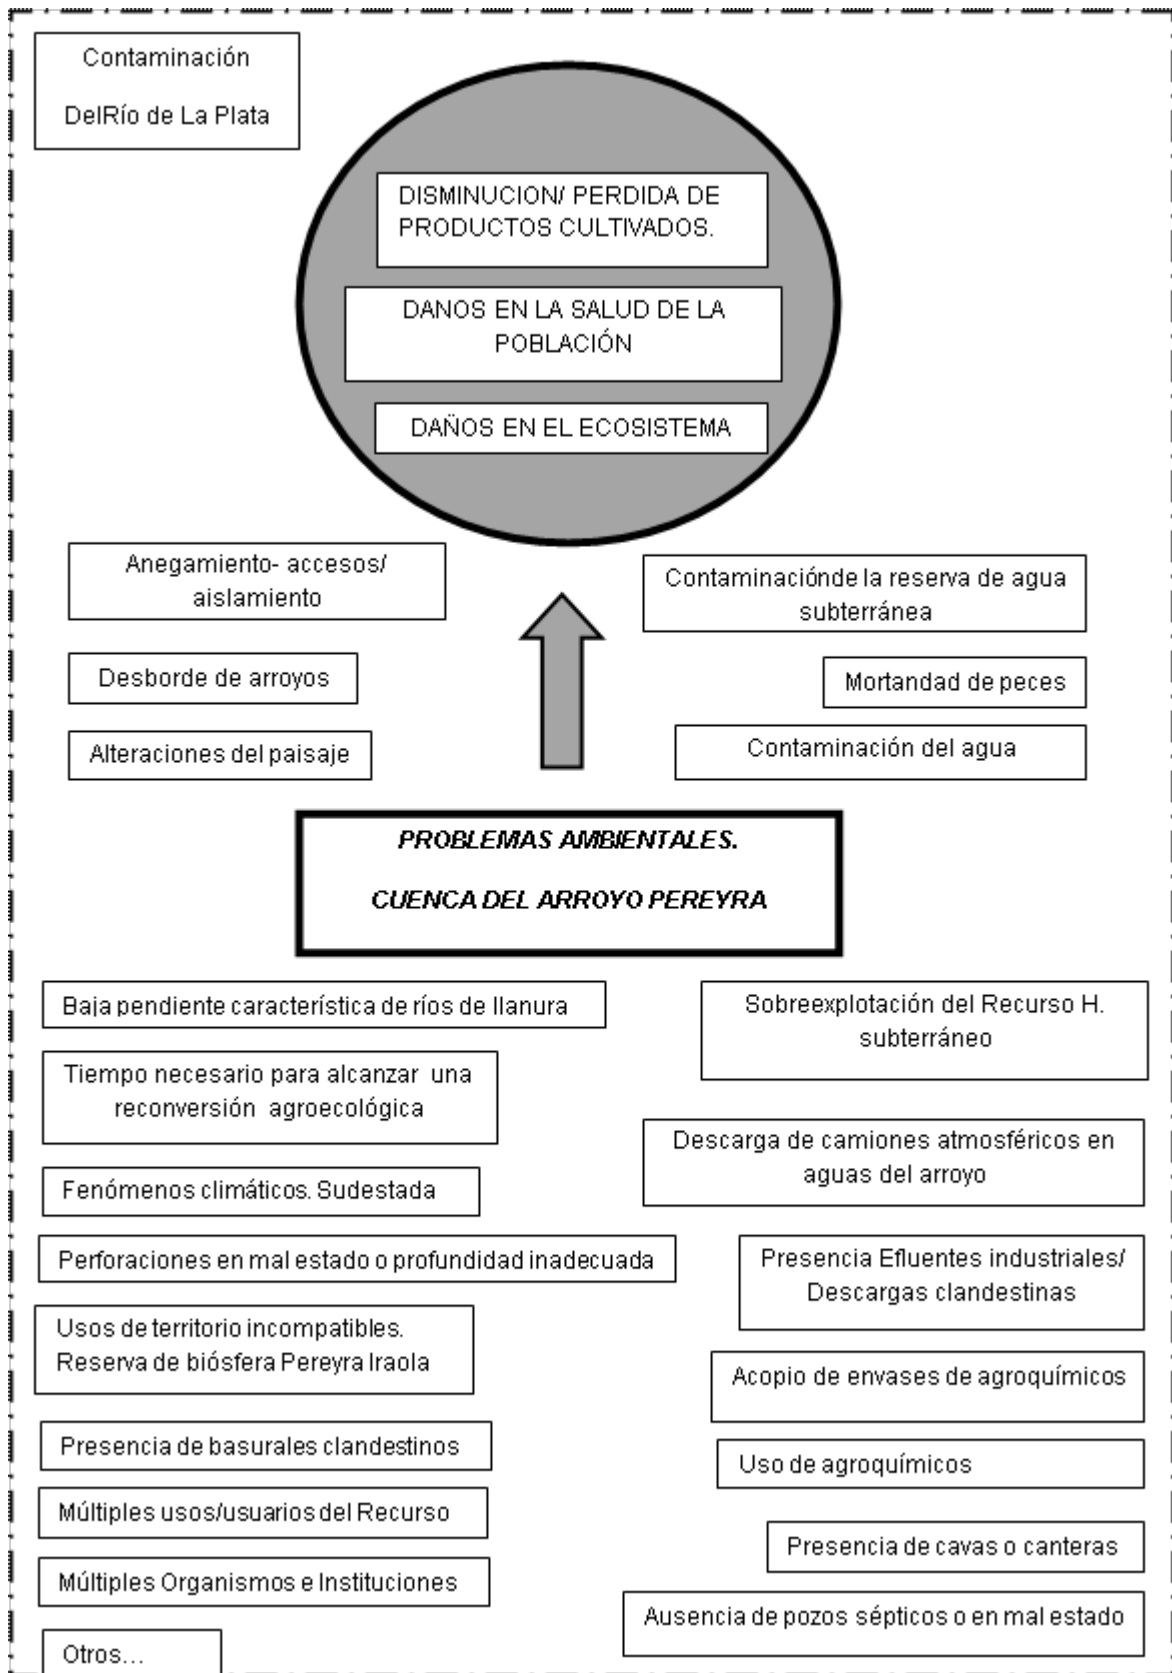 Contaminación
DelRío de La Plata
DISMINUCION/ PERDIDA DE
PRODUCTOS CULTIVADOS.
DANOS EN LA SALUD DE LA
POBLACIÓN
DAÑOS EN EL ECOSISTEMA
Anegamiento- accesos/
aislamiento
Desborde de arroyos
Alteraciones del paisaje
Contaminaciónde la reserva de agua
subterránea
Mortandad de peces
Contaminación del agua
PROBLEMAS AMBIENTALES.
CUENCA DEL ARROYO PEREYRA
Baja pendiente característica de ríos de llanura
Tiempo necesario para alcanzar una
reconversión agroecológica
Fenómenos climáticos. Sudestada
Perforaciones en mal estado o profundidad inadecuada
Usos de territorio incompatibles.
Reserva de biósfera Pereyra Iraola
Presencia de basurales clandestinos
Múltiples usos/usuarios del Recurso
Múltiples Organismos e Instituciones
Otros...
Sobreexplotación del Recurso H.
subterráneo
Descarga de camiones atmosféricos en
aguas del arroyo
Presencia Efluentes industriales/
Descargas clandestinas
Acopio de envases de agroquímicos
Uso de agroquímicos
Presencia de cavas o canteras
Ausencia de pozos sépticos o en mal estado